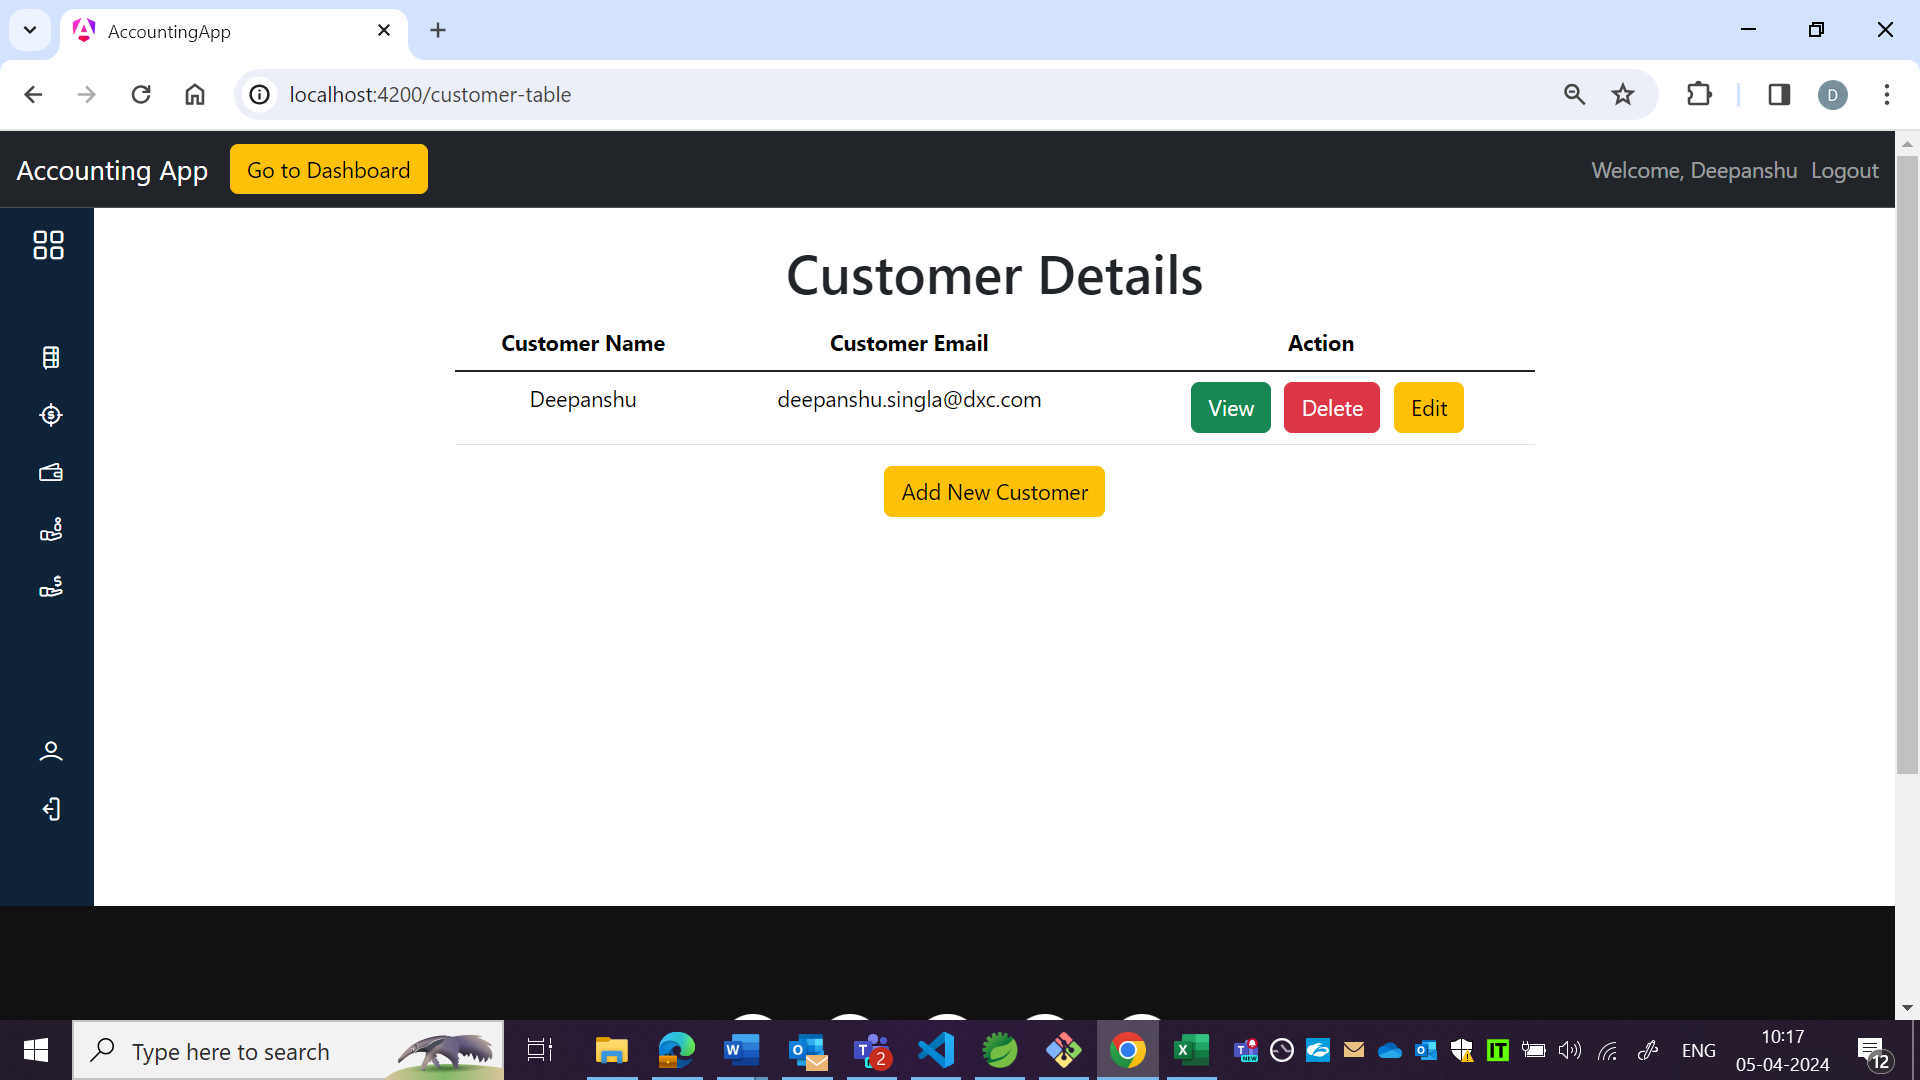 AccountingApp
localhost:4200/customer-table
D
Accounting App
Go to Dashboard
Welcome, Deepanshu Logout
Customer Details
Customer Name Customer Email Action
Deepanshu deepanshu.singla@dxc.com View Delete Edit
Add New Customer
Type here to search
2
ENG
10:17
05-04-2024
12